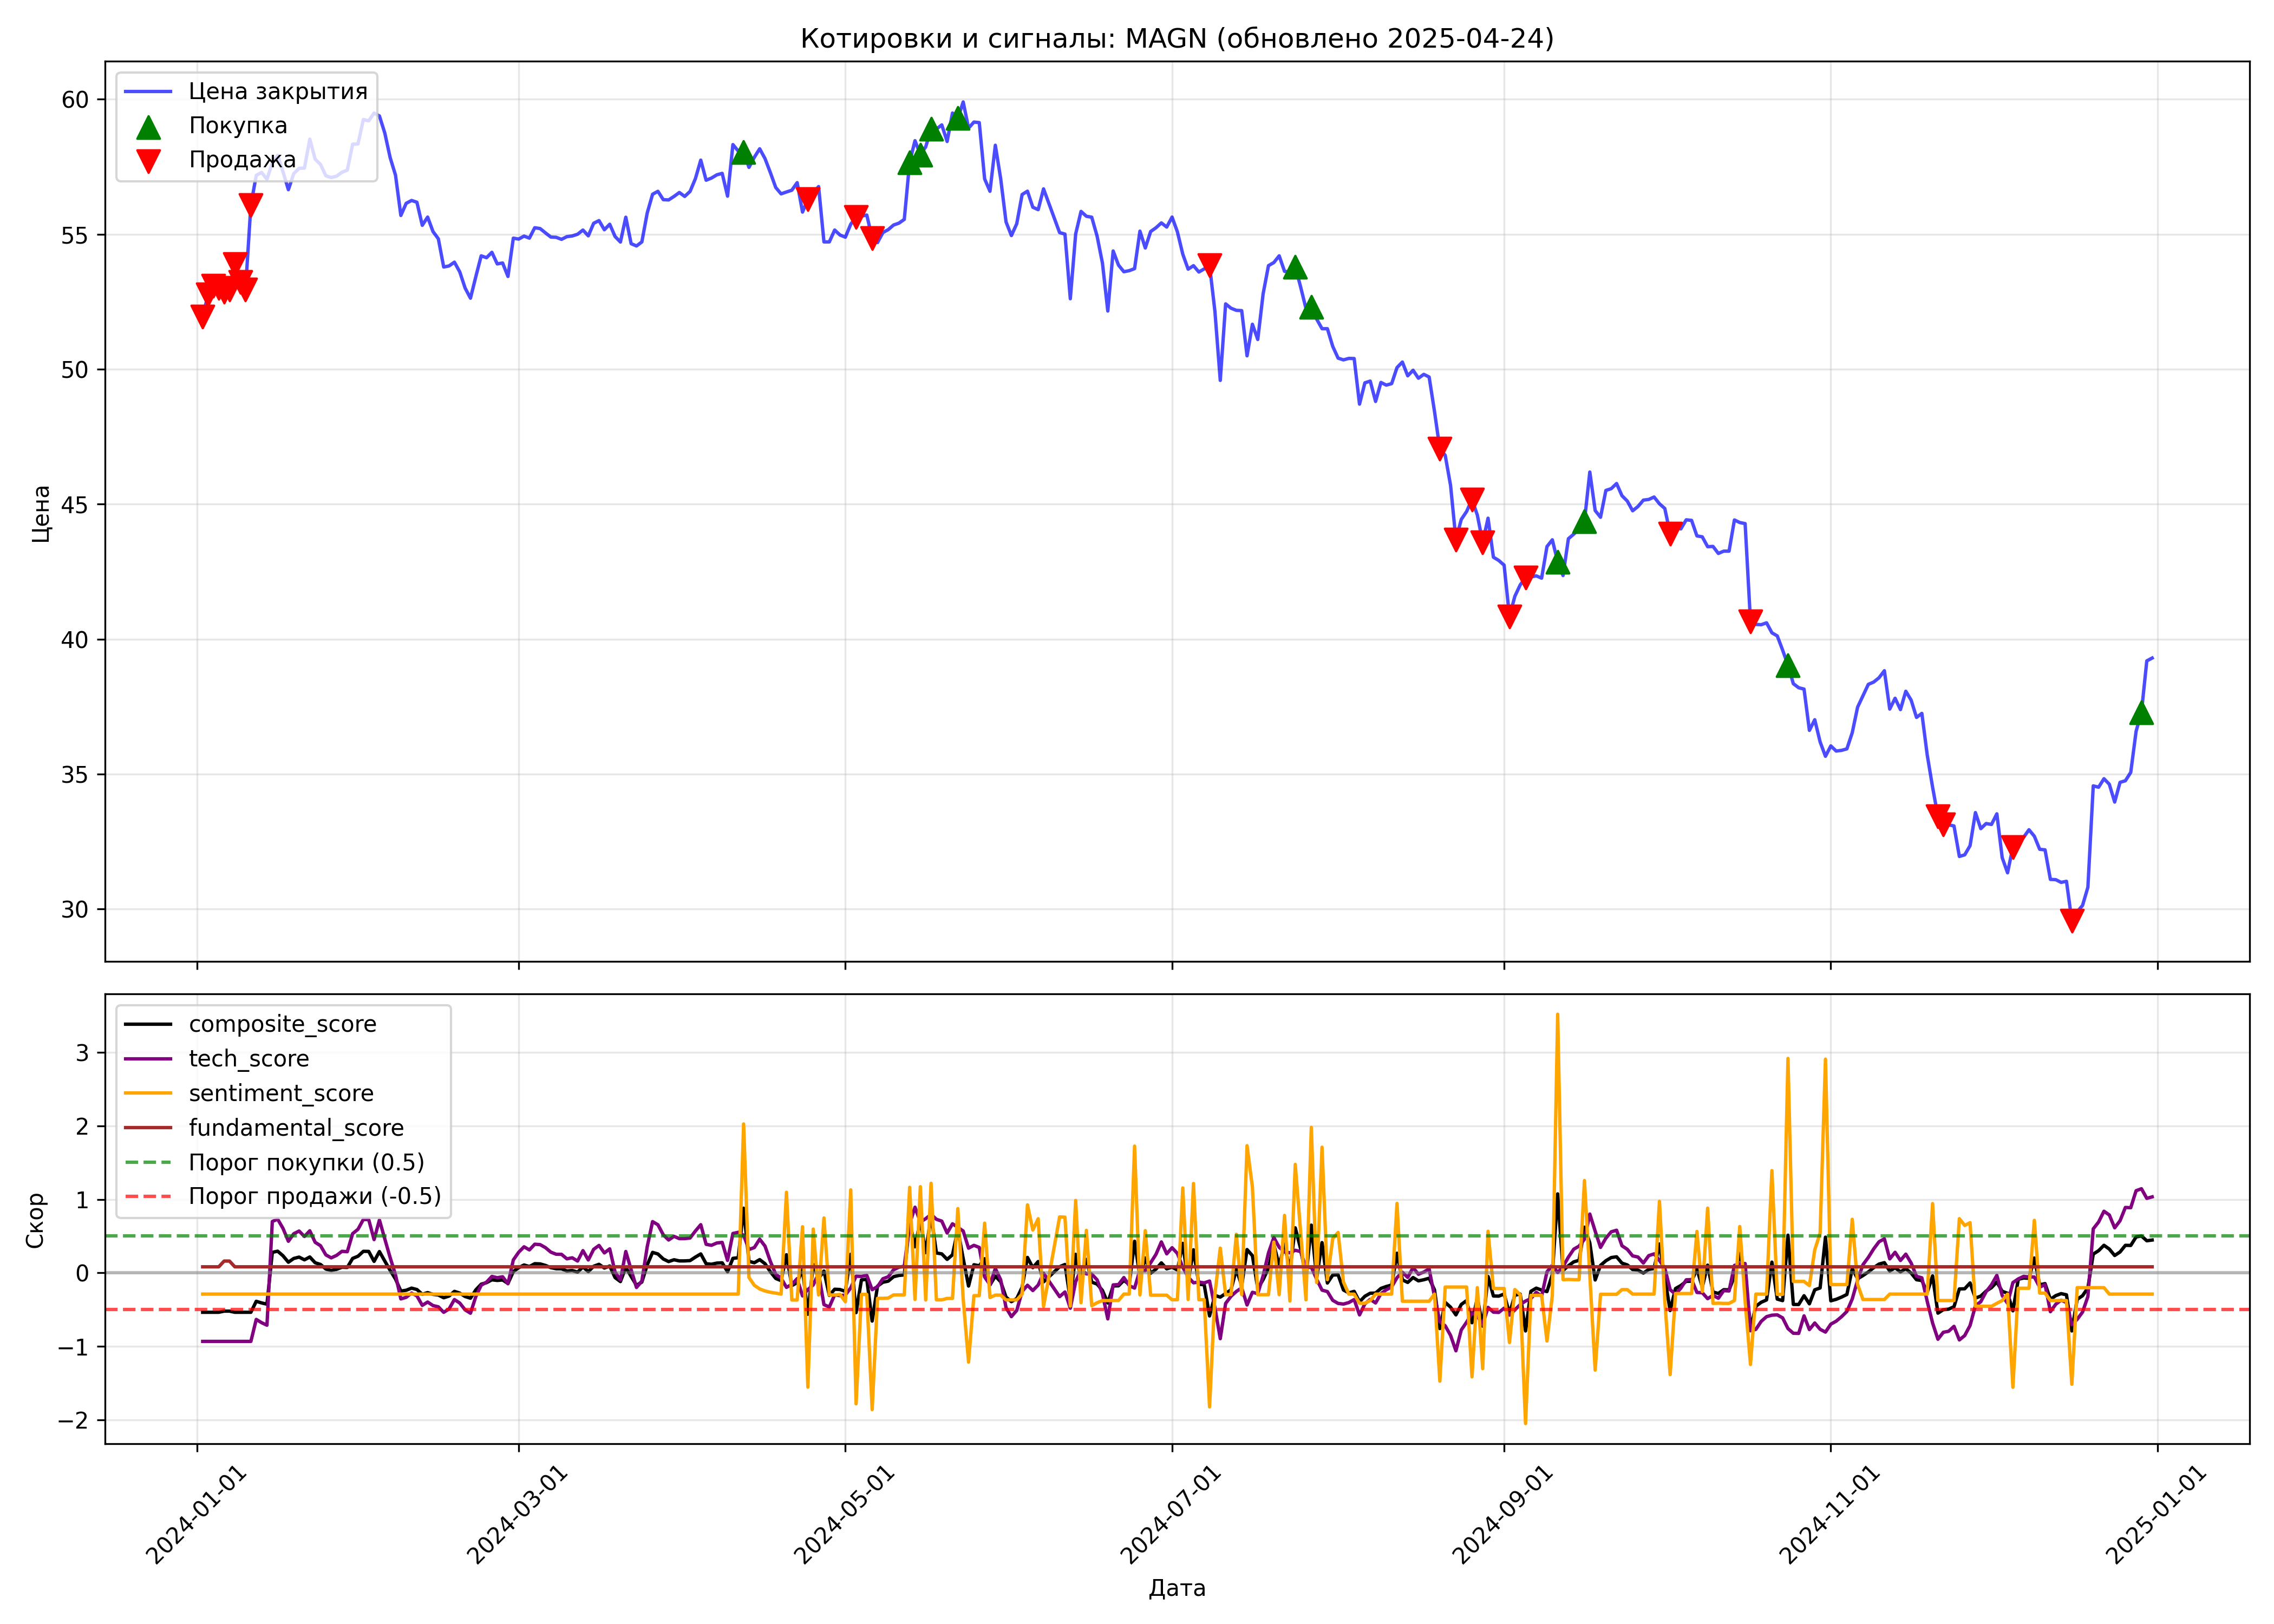 Котировки и сигналы: MAGN (обновлено 2025-04-24)
Цена закрытия
Покупка
Продажа
60
55
50
45
40
35
30
Цена
composite_score
tech_score
sentiment_score
fundamental_score
Порог покупки (0.5)
Порог продажи (-0.5)
3
2
1
0
−1
−2
Скор
2024-01-01
2024-03-01
2024-05-01
2024-07-01
2024-09-01
2024-11-01
2025-01-01
Дата